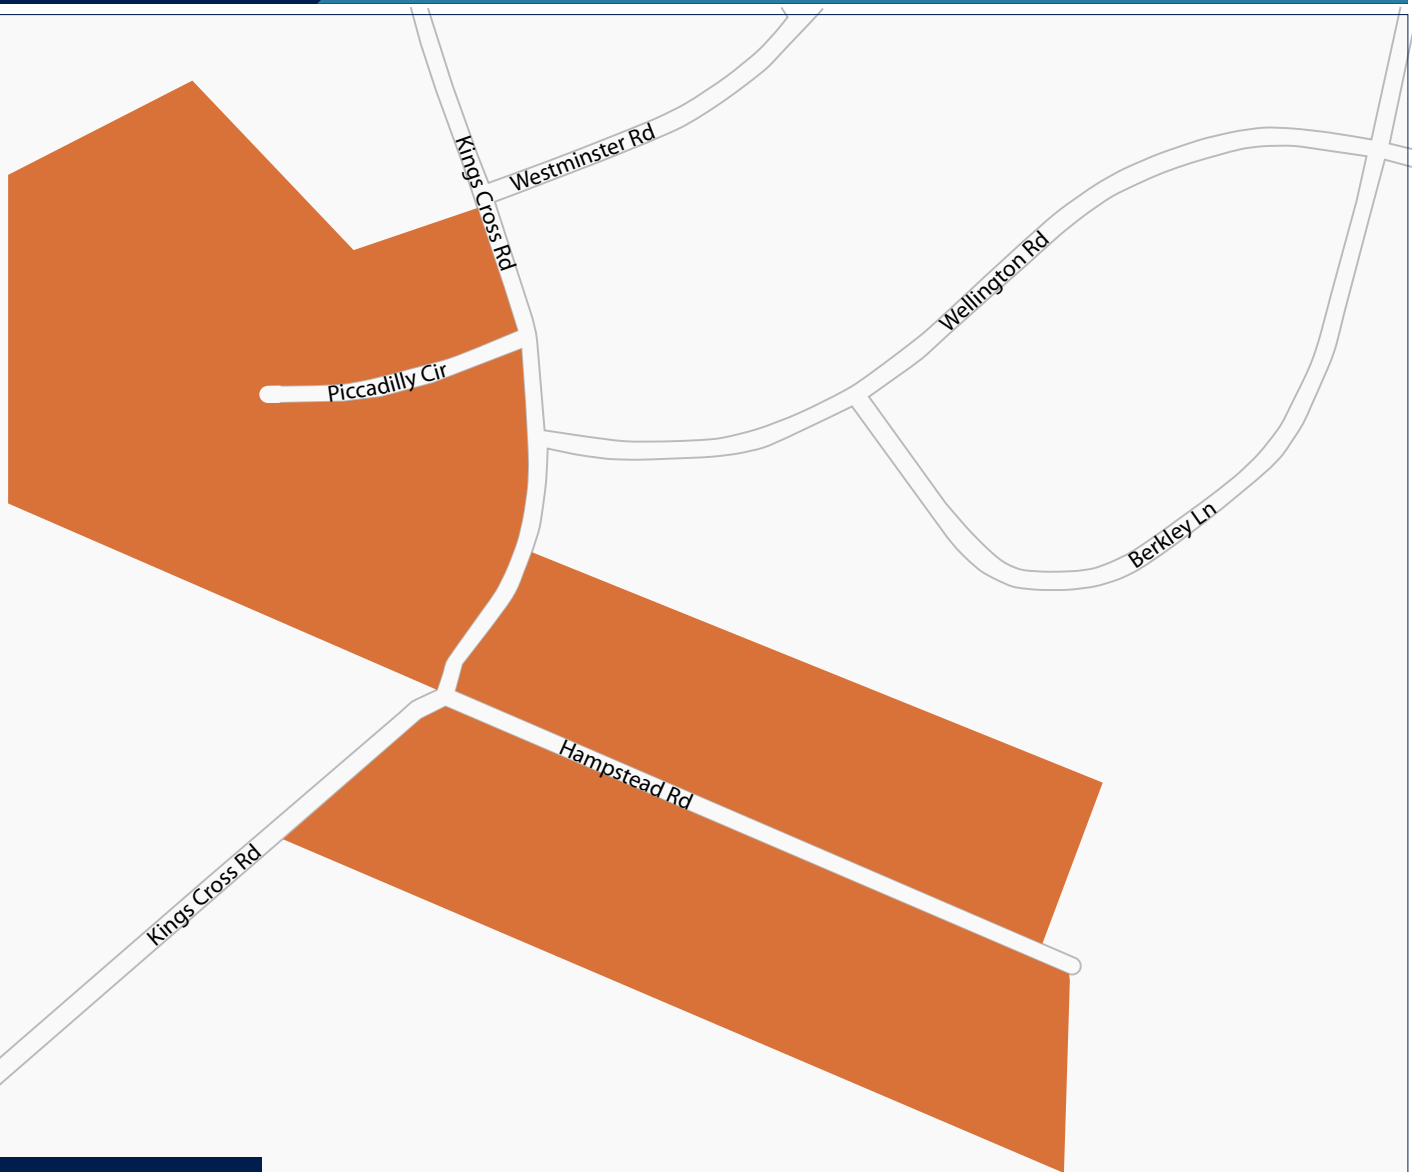 Westminster Rd
Kings Cross Rd
Wellington Rd
Piccadilly Cir
Berkley Ln
Hampstead Rd
Kings Cross Rd